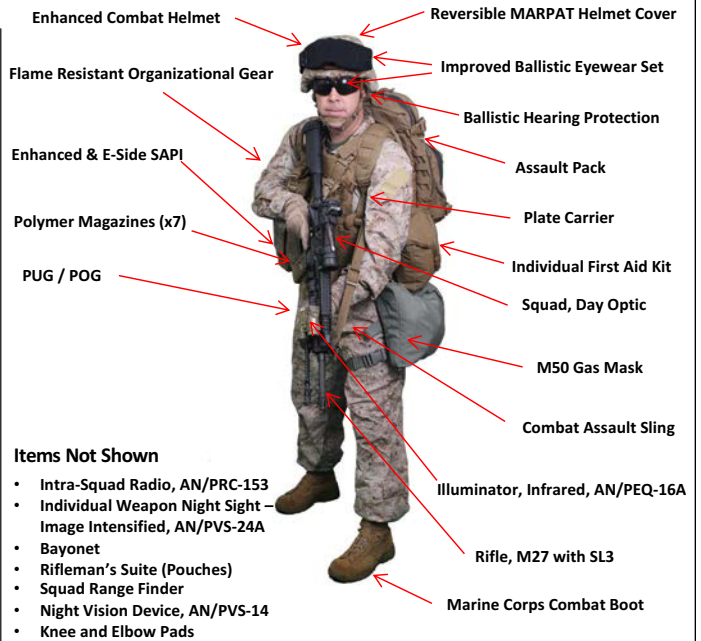 Enhanced Combat Helmet
Reversible MARPAT Helmet Cover
Flame Resistant Organizational Gear
Improved Ballistic Eyewear Set
Ballistic Hearing Protection
Enhanced & E-Side SAPI
Assault Pack
Polymer Magazines (x7)
Plate Carrier
PUG / POG
Individual First Aid Kit
Squad, Day Optic
M50 Gas Mask
Combat Assault Sling
Illuminator, Infrared, AN/PEQ-16A
Rifle, M27 with SL3
Marine Corps Combat Boot
Items Not Shown
• Intra-Squad Radio, AN/PRC-153
• Individual Weapon Night Sight –
Image Intensified, AN/PVS-24A
• Bayonet
• Rifleman’s Suite (Pouches)
• Squad Range Finder
• Night Vision Device, AN/PVS-14
• Knee and Elbow Pads